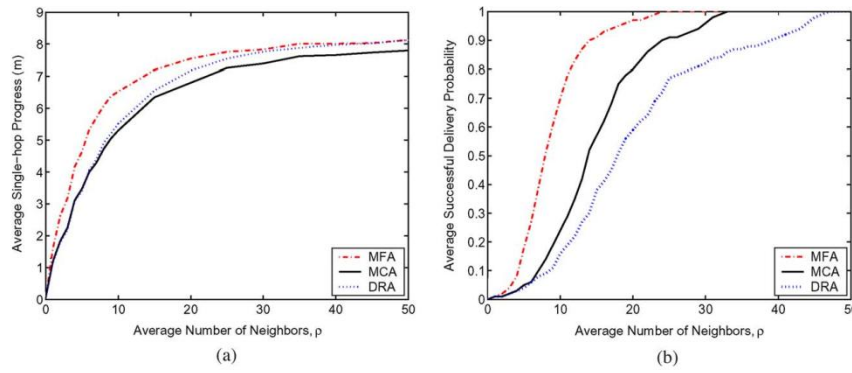 9
8
7
6
5
4
3
2
1
0
Average Single-hop Progress (m)
0 10 20 30 40 50
Average Number of Neighbors, ρ
MFA
MCA
DRA
(a)
1
0.9
0.8
0.7
0.6
0.5
0.4
0.3
0.2
0.1
0
Average Successful Delivery Probability
0 10 20 30 40 50
Average Number of Neighbors, ρ
MFA
MCA
DRA
(b)